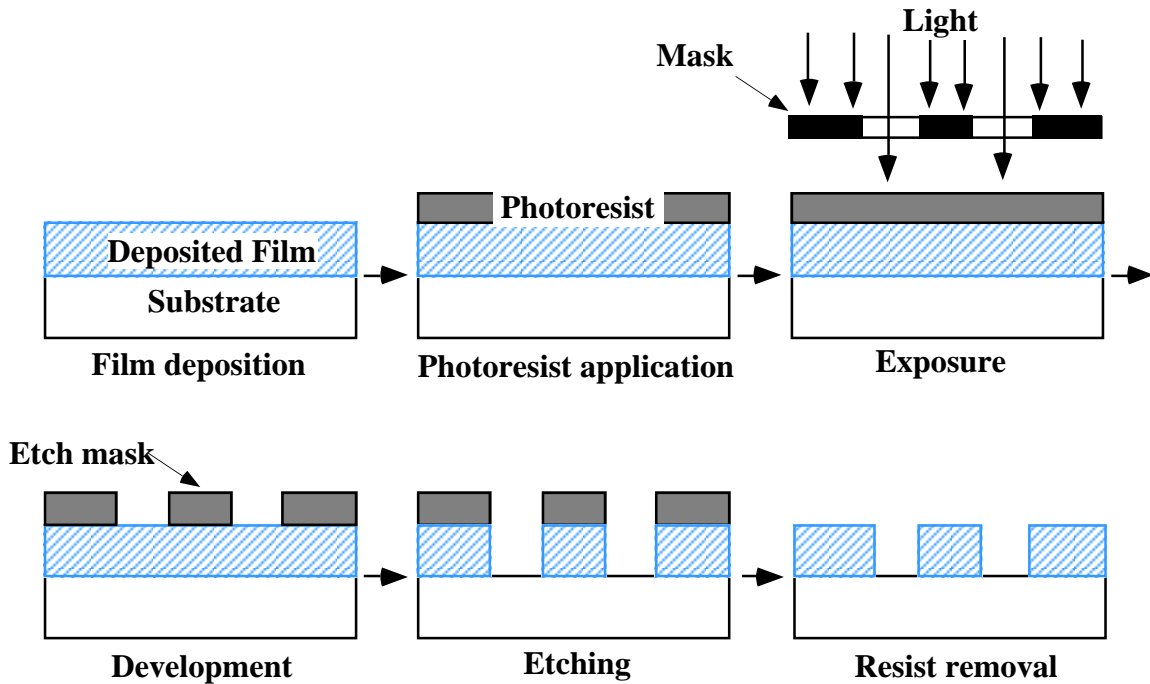 Light
Mask
Photoresist
Deposited Film
Substrate
Film deposition
Photoresist application
Exposure
Etch mask
Development
Etching
Resist removal